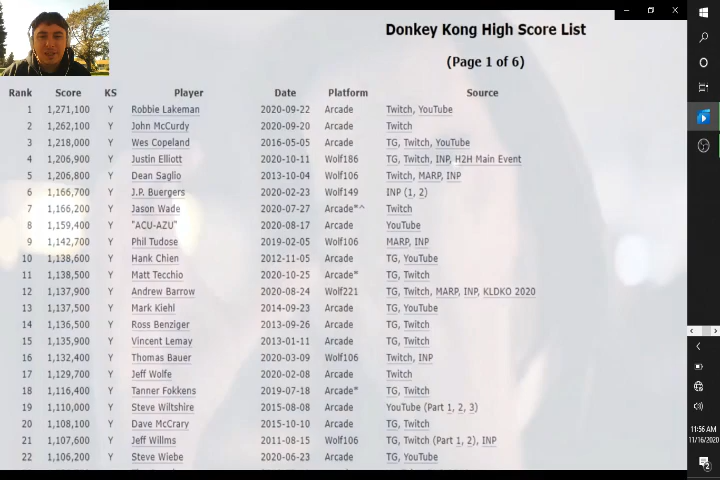 Donkey Kong High Score List
(Page 1 of 6)
Rank Score KS Player Date Platform Source
1 1,271,100 Y Robbie Lakeman 2020-09-22 Arcade Twitch, YouTube
2 1,262,100 Y John McCurdy 2020-09-20 Arcade Twitch
3 1,218,000 Y Wes Copeland 2016-05-05 Arcade TG, Twitch, YouTube
4 1,206,900 Y Justin Elliott 2020-10-11 Wolf186 TG, Twitch, INP, H2H Main Event
5 1,206,800 Y Dean Saglio 2013-10-04 Wolf106 Twitch, MARP, INP
6 1,166,700 Y J.P. Buergers 2020-02-23 Wolf149 INP (1, 2)
7 1,166,200 Y Jason Wade 2020-07-27 Arcade*^ Twitch
8 1,159,400 Y "ACU-AZU" 2020-08-17 Arcade YouTube
9 1,142,700 Y Phil Tudose 2019-02-05 Wolf106 MARP, INP
10 1,138,600 Y Hank Chien 2012-11-05 Arcade TG, YouTube
11 1,138,500 Y Matt Tecchio 2020-10-25 Arcade* TG, Twitch
12 1,137,900 Y Andrew Barrow 2020-08-24 Wolf221 TG, Twitch, MARP, INP, KLDKO 2020
13 1,137,500 Y Mark Kiehl 2014-09-23 Arcade TG, YouTube
14 1,136,500 Y Ross Benziger 2013-09-26 Arcade TG, Twitch
15 1,135,900 Y Vincent Lemay 2013-01-11 Arcade TG, Twitch
16 1,132,400 Y Thomas Bauer 2020-03-09 Wolf106 Twitch, INP
17 1,129,700 Y Jeff Wolfe 2020-02-08 Arcade Twitch
18 1,116,400 Y Tanner Fokkens 2019-07-18 Arcade* TG, Twitch
19 1,110,000 Y Steve Wiltshire 2015-08-08 Arcade YouTube (Part 1, 2, 3)
20 1,108,100 Y Dave McCrary 2015-10-10 Arcade TG, Twitch
21 1,107,600 Y Jeff Willms 2011-08-15 Wolf106 TG, Twitch (Part 1, 2), INP
22 1,106,200 Y Steve Wiebe 2020-06-23 Arcade TG, YouTube
11:56 AM
11/16/2020
2